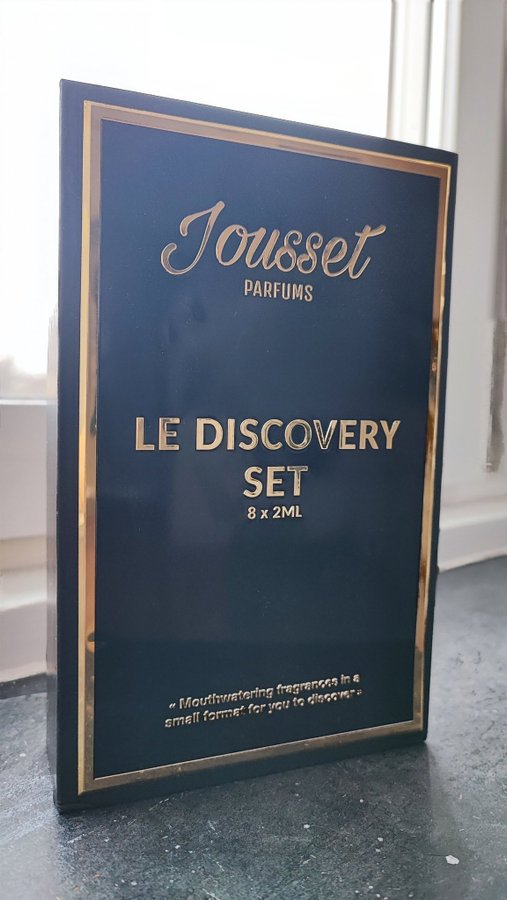 Jousset
PARFUMS
LE DISCOVERY
SET
8 x 2ML
« Mouthwatering fragrances in a
small format for you to discover »